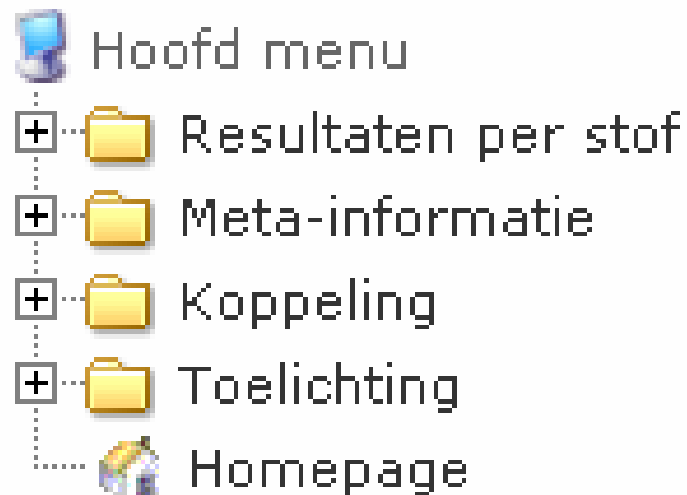 Hoofd menu
Resultaten per stof
Meta-informatie
Koppeling
Toelichting
Homepage